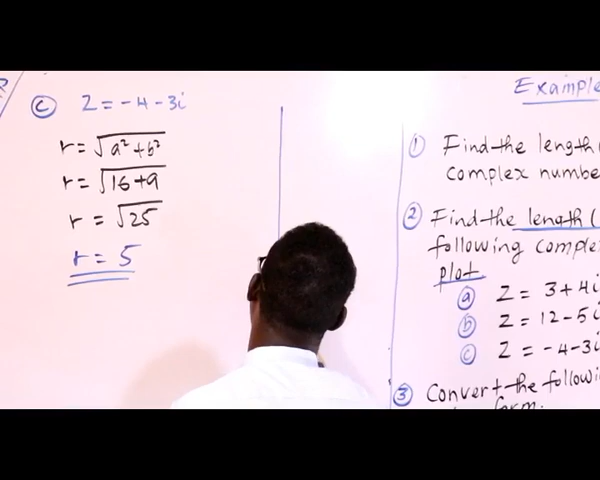 © Z = -4-3i
r = √a²+b²
r = √16+9
r = √25
r = 5
Example
① Find the length (
complex numbe
② Find the length (
following comple
plot
ⓐ Z = 3+4i
ⓑ Z = 12-5i
ⓒ Z = -4-3i
③ Convert the followi
form.